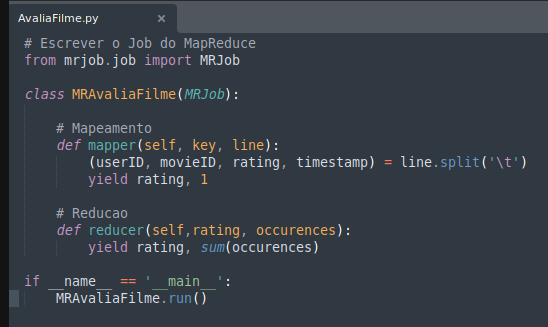 AvaliaFilme.py ×
# Escrever o Job do MapReduce
from mrjob.job import MRJob
class MRAvaliaFilme(MRJob):
# Mapeamento
def mapper(self, key, line):
(userID, movieID, rating, timestamp) = line.split('\t')
yield rating, 1
# Reducao
def reducer(self,rating, occurences):
yield rating, sum(occurences)
if __name__ == '__main__':
MRAvaliaFilme.run()